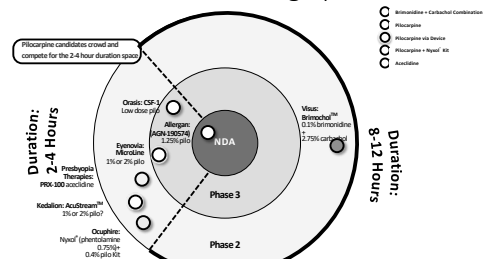 Brimonidine + Carbachol Combination
Pilocarpine
Pilocarpine via Device
Pilocarpine + Nyxol® Kit
Aceclidine
Pilocarpine candidates crowd and
compete for the 2-4 hour duration space
Duration:
2-4 Hours
Orasis: CSF-1
Low dose pilo
Allergan:
(AGN-190574)
1.25% pilo
NDA
Eyenovia:
MicroLine
1% or 2% pilo
Presbyopia
Therapies:
PRX-100 aceclidine
Kedalion: AcuStream™
1% or 2% pilo?
Ocuphire:
Nyxol® (phentolamine
0.75%)+
0.4% pilo Kit
Phase 3
Phase 2
Visus:
Brimochol™
0.1% brimonidine
+
2.75% carbachol
Duration:
8-12 Hours